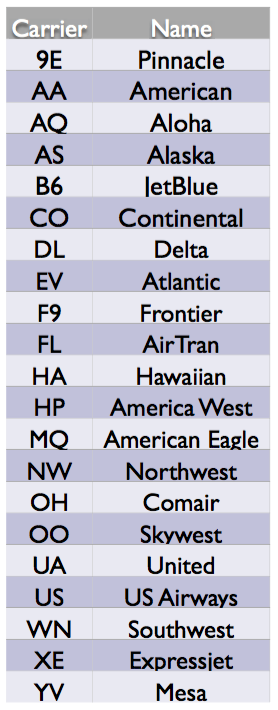 Carrier Name
9E Pinnacle
AA American
AQ Aloha
AS Alaska
B6 JetBlue
CO Continental
DL Delta
EV Atlantic
F9 Frontier
FL AirTran
HA Hawaiian
HP America West
MQ American Eagle
NW Northwest
OH Comair
OO Skywest
UA United
US US Airways
WN Southwest
XE Expressjet
YV Mesa